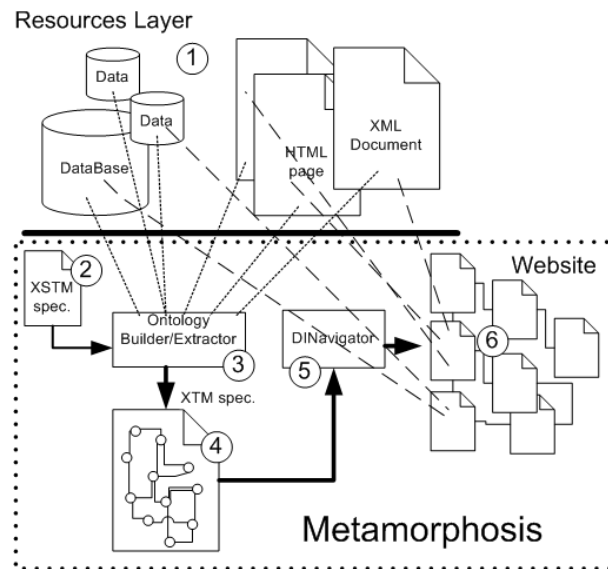 Resources Layer
1
Data
Data
DataBase
HTML
page
XML
Document
XSTM
spec.
2
Ontology
Builder/Extractor
3
XTM spec.
4
DINavigator
5
Website
6
Metamorphosis